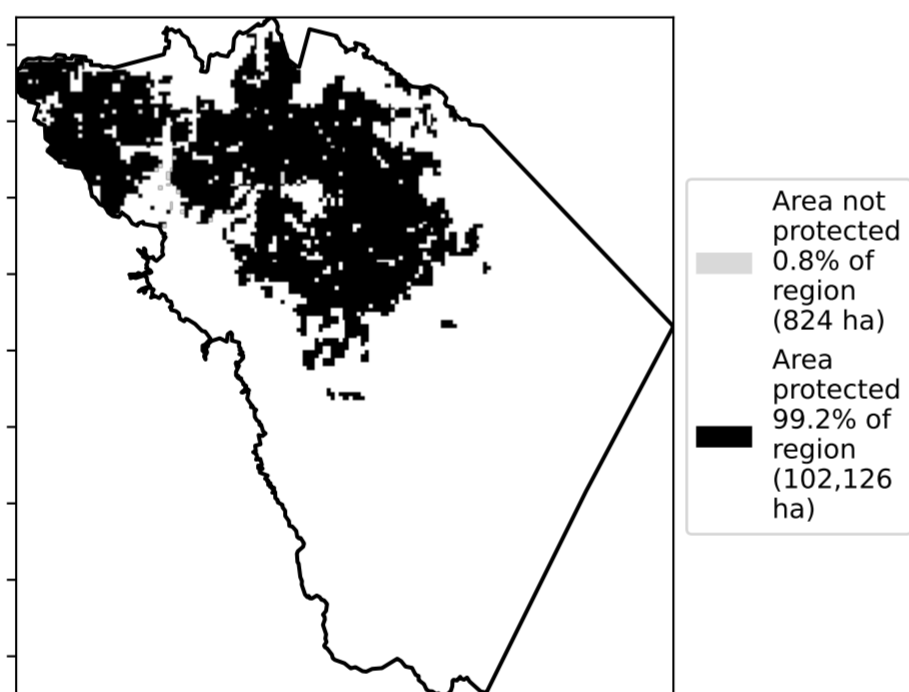 Area not
protected
0.8% of
region
(824 ha)
Area
protected
99.2% of
region
(102,126
ha)